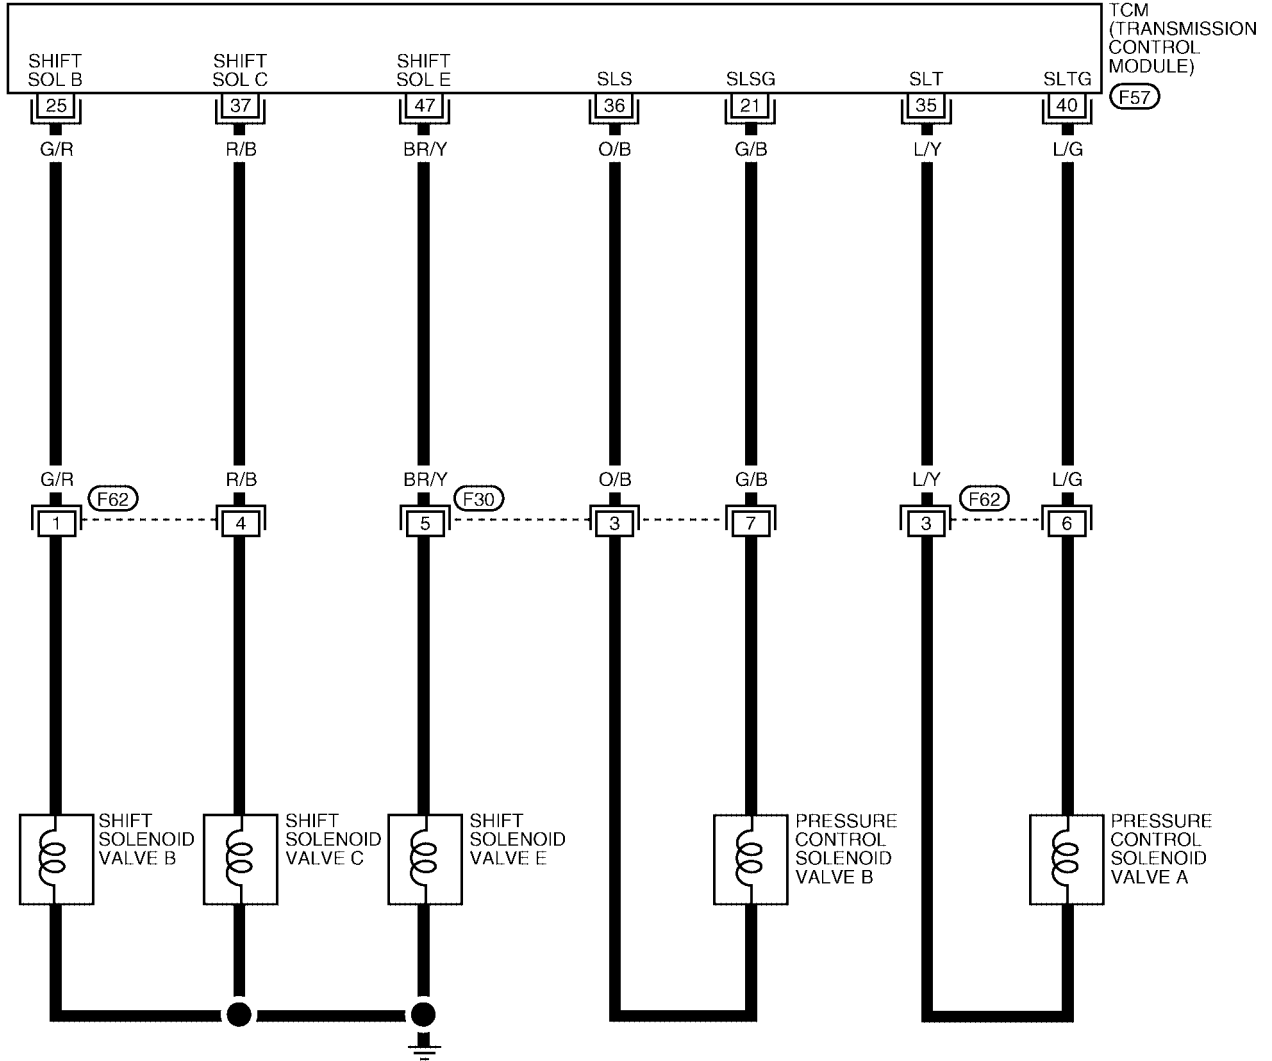 TCM
(TRANSMISSION
CONTROL
MODULE)
F57
SHIFT
SOL B
SHIFT
SOL C
SHIFT
SOL E
SLS
SLSG
SLT
SLTG
25
37
47
36
21
35
40
G/R
R/B
BR/Y
O/B
G/B
L/Y
L/G
G/R
R/B
BR/Y
O/B
G/B
L/Y
L/G
F62
F30
F62
1
4
5
3
7
3
6
SHIFT
SOLENOID
VALVE B
SHIFT
SOLENOID
VALVE C
SHIFT
SOLENOID
VALVE E
PRESSURE
CONTROL
SOLENOID
VALVE B
PRESSURE
CONTROL
SOLENOID
VALVE A